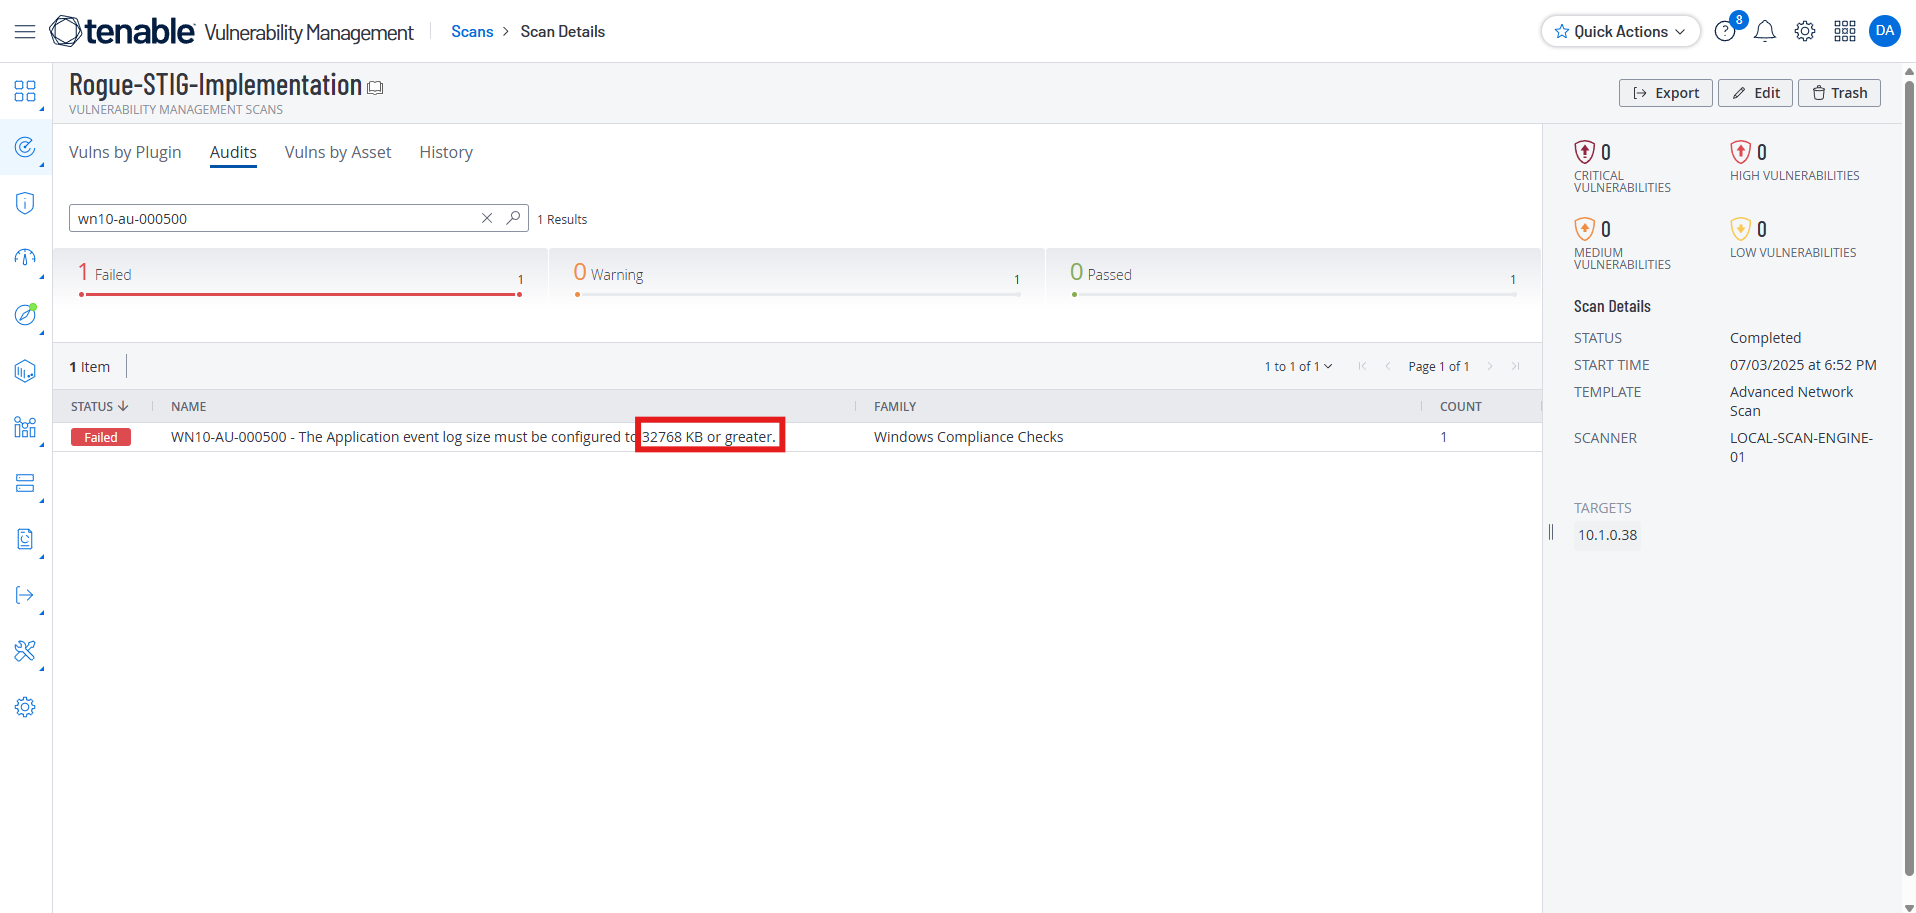 tenable Vulnerability Management Scans > Scan Details Quick Actions 8 DA
Rogue-STIG-Implementation
VULNERABILITY MANAGEMENT SCANS
Export Edit Trash
Vulns by Plugin Audits Vulns by Asset History
wn10-au-000500 1 Results
1 Failed 1 0 Warning 1 0 Passed 1
1 Item 1 to 1 of 1 Page 1 of 1
STATUS NAME FAMILY COUNT
Failed WN10-AU-000500 - The Application event log size must be configured to 32768 KB or greater. Windows Compliance Checks 1
0 CRITICAL VULNERABILITIES
0 HIGH VULNERABILITIES
0 MEDIUM VULNERABILITIES
0 LOW VULNERABILITIES
Scan Details
STATUS Completed
START TIME 07/03/2025 at 6:52 PM
TEMPLATE Advanced Network
Scan
SCANNER LOCAL-SCAN-ENGINE-
01
TARGETS
10.1.0.38